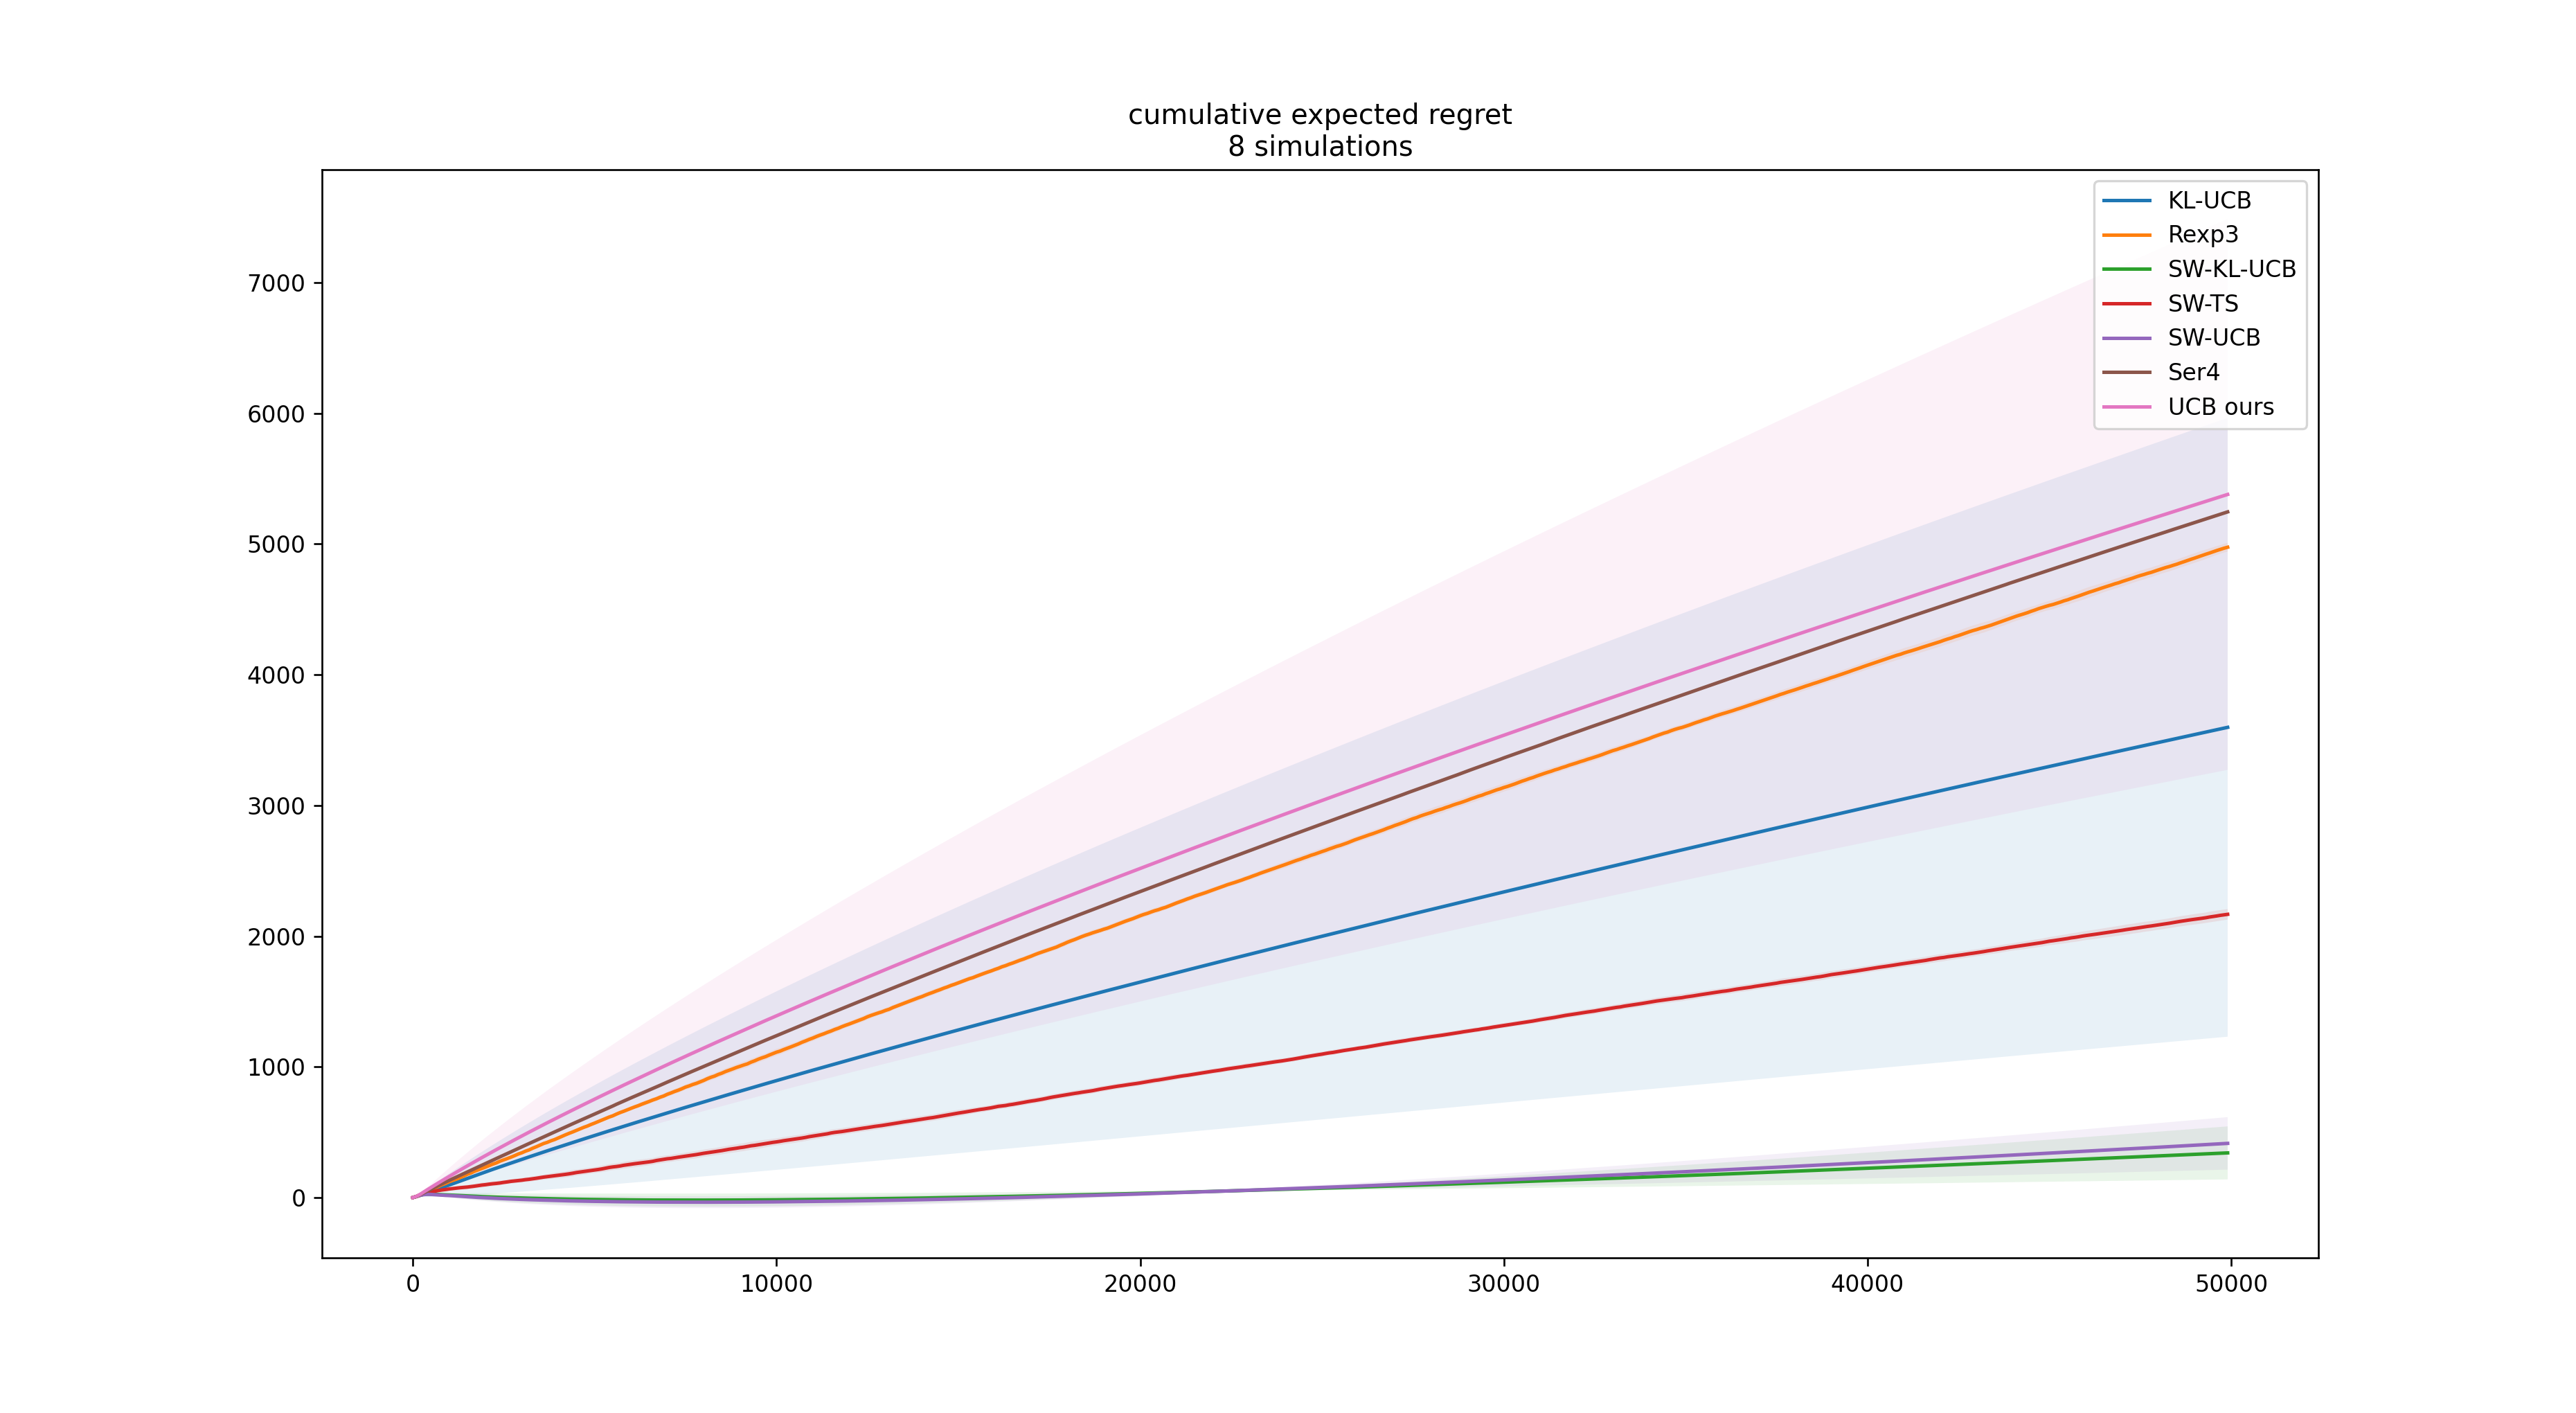 cumulative expected regret
8 simulations
KL-UCB
Rexp3
SW-KL-UCB
SW-TS
SW-UCB
Ser4
UCB ours
7000
6000
5000
4000
3000
2000
1000
0
0 10000 20000 30000 40000 50000